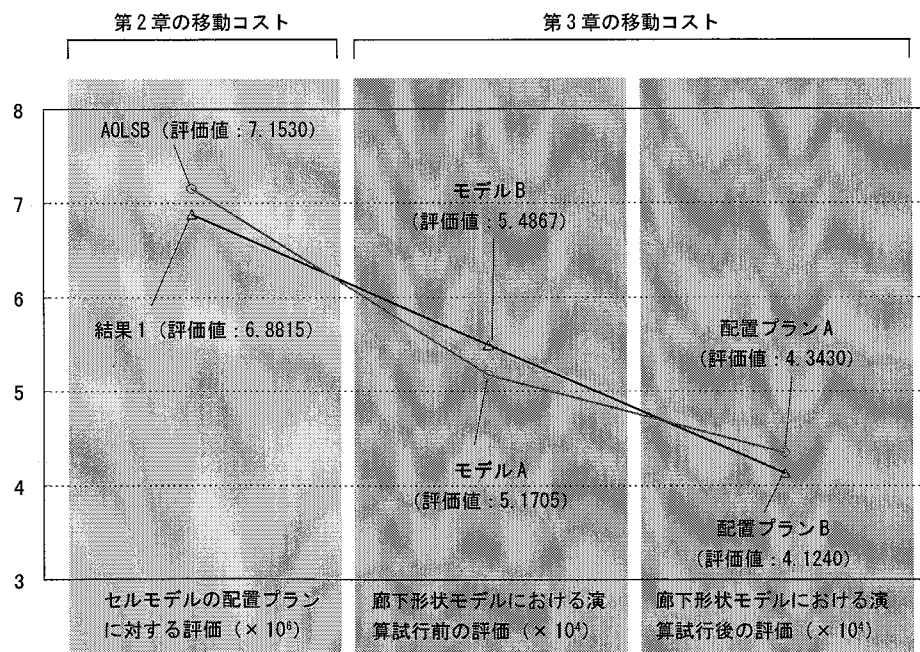 第2章の移動コスト
第3章の移動コスト
8
7
6
5
4
3
AOLSB (評価値:7.1530)
結果1 (評価値:6.8815)
モデルB
(評価値:5.4867)
モデルA
(評価値:5.1705)
配置プランA
(評価値:4.3430)
配置プランB
(評価値:4.1240)
セルモデルの配置プラン
に対する評価 (× 10⁶)
廊下形状モデルにおける演
算試行前の評価 (× 10⁴)
廊下形状モデルにおける演
算試行後の評価 (× 10⁴)